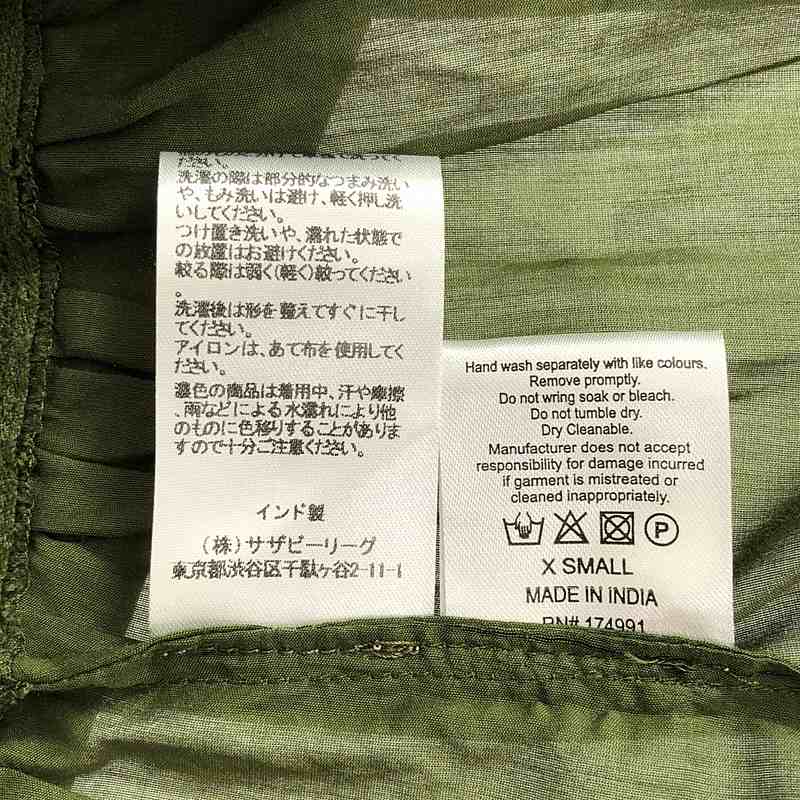 ださい。
洗濯の際は部分的なつまみ洗い
や、もみ洗いは避け、軽く押し洗
いしてください。
つけ置き洗いや、濡れた状態で
の放置はお避けください。
絞る際は弱く(軽く)絞ってください
。
洗濯後は形を整えてすぐに干し
てください。
アイロンは、あて布を使用してく
ださい。
濃色の商品は着用中、汗や摩擦
、雨などによる水濡れにより他
のものに色移りすることがありま
すので十分ご注意ください。
インド製
(株)サザビーリーグ
東京都渋谷区千駄ヶ谷2-11-1
Hand wash separately with like colours.
Remove promptly.
Do not wring soak or bleach.
Do not tumble dry.
Dry Cleanable.
Manufacturer does not accept
responsibility for damage incurred
if garment is mistreated or
cleaned inappropriately.
P
X SMALL
MADE IN INDIA
RN# 174991